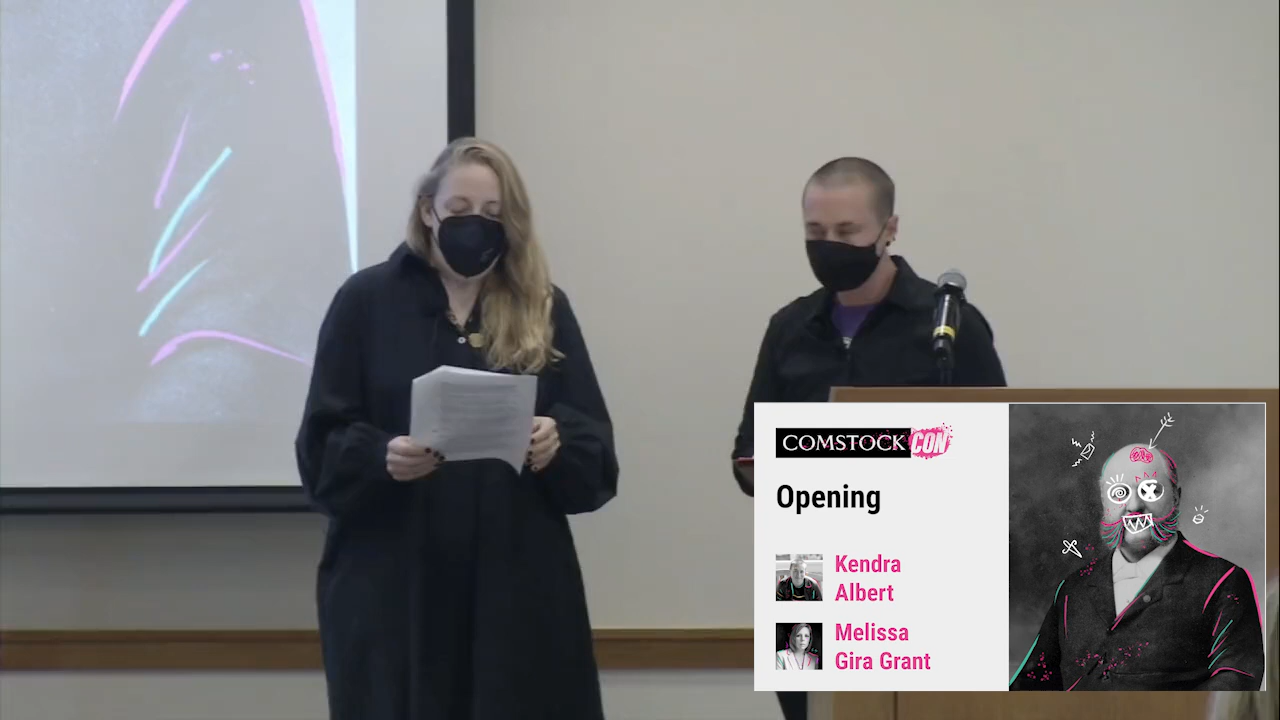 COMSTOCK CON
Opening
Kendra
Albert
Melissa
Gira Grant